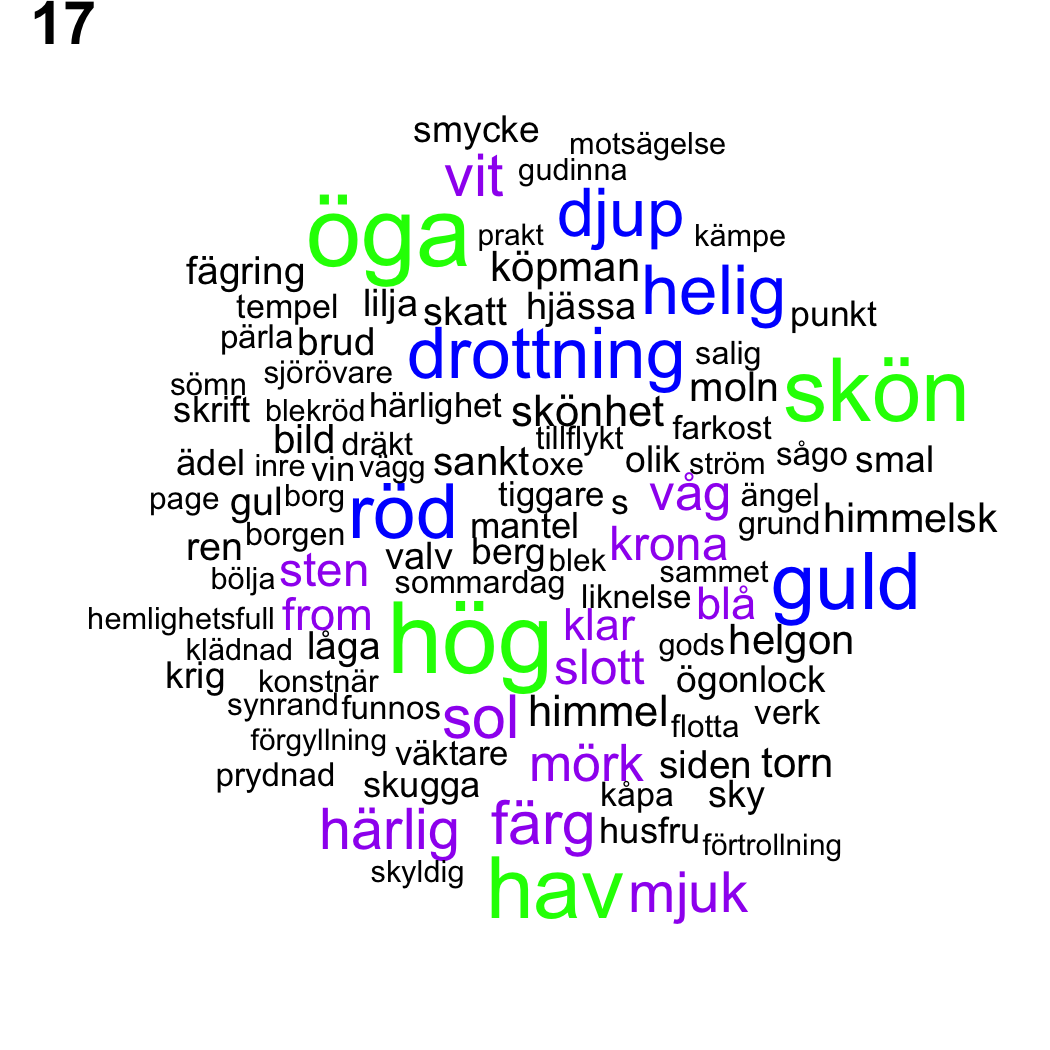 17
smycke
motsägelse
vit gudinna
öga prakt djup kämpe
fägring köpman helig
tempel lilja skatt hjässa punkt
pärla brud drottning salig
sömn sjörövare moln skön
skrift blekröd härlighet skönhet farkost
bild dräkt tillflykt
ädel inre vin vägg sankt oxe olik ström sågo smal
page gul borg röd tiggare s våg ängel
borgen mantel grund himmelsk
ren valv berg blek krona
bölja sten sommardag sammet guld
hemlighetsfull from hög liknelse blå
klädnad låga klar gods helgon
krig konstnär slott ögonlock
synrand funnos sol himmel flotta verk
förgyllning väktare mörk siden torn
prydnad skugga kåpa sky
härlig färg husfru förtrollning
skyldig hav mjuk